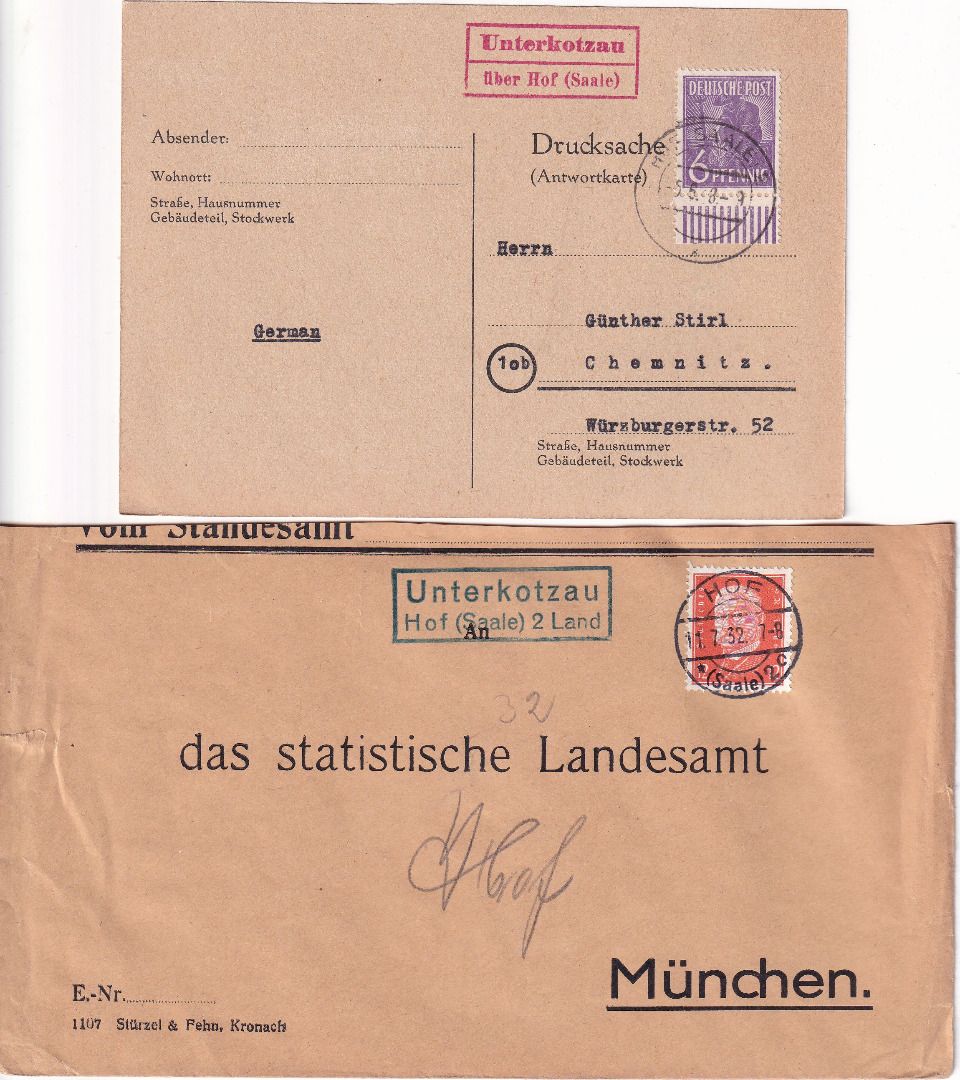 Unterkotzau
über Hof (Saale)
DEUTSCHE POST
6 PFENNIG
Absender:
Wohnort:
Straße, Hausnummer
Gebäudeteil, Stockwerk
German
Drucksache
(Antwortkarte)
Herrn
Günther Stirl
10b
Chemnitz.
Würzburgerstr. 52
Straße, Hausnummer
Gebäudeteil, Stockwerk
Vom Standesamt
Unterkotzau
Hof (Saale) 2 Land
HOF
11.7.32. 7-8
* (Saale) 2
An
32
das statistische Landesamt
München.
E.-Nr.
1107 Stürzel & Fehn, Kronach